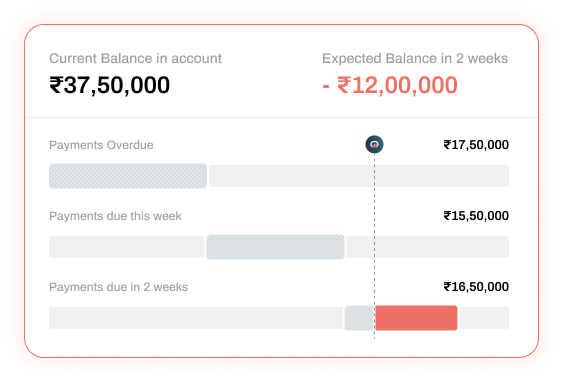 Current Balance in account
₹37,50,000
Expected Balance in 2 weeks
- ₹12,00,000
Payments Overdue
₹17,50,000
Payments due this week
₹15,50,000
Payments due in 2 weeks
₹16,50,000